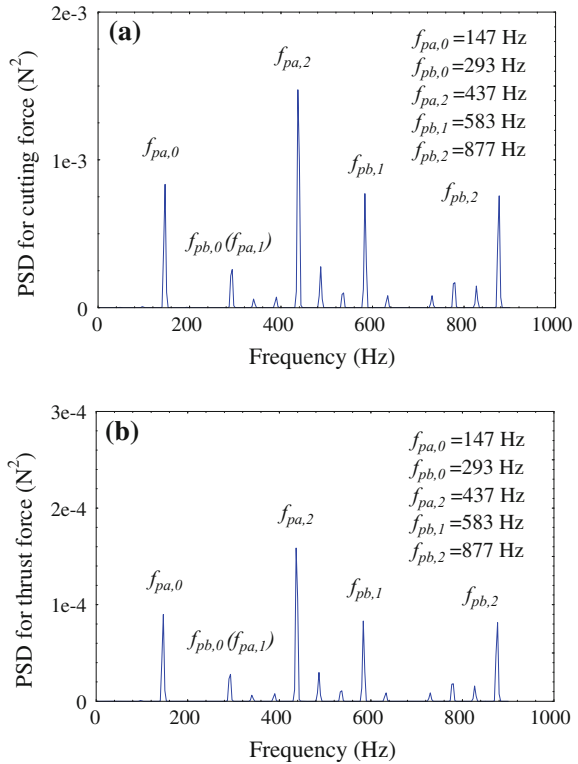 (a)
PSD for cutting force (N²)
2e-3
1e-3
0
f_pa,0
f_pb,0 (f_pa,1)
f_pa,2
f_pb,1
f_pb,2
f_pa,0 =147 Hz
f_pb,0 =293 Hz
f_pa,2 =437 Hz
f_pb,1 =583 Hz
f_pb,2 =877 Hz
0 200 400 600 800 1000
Frequency (Hz)
(b)
PSD for thrust force (N²)
3e-4
2e-4
1e-4
0
f_pa,0
f_pb,0 (f_pa,1)
f_pa,2
f_pb,1
f_pb,2
f_pa,0 =147 Hz
f_pb,0 =293 Hz
f_pa,2 =437 Hz
f_pb,1 =583 Hz
f_pb,2 =877 Hz
0 200 400 600 800 1000
Frequency (Hz)